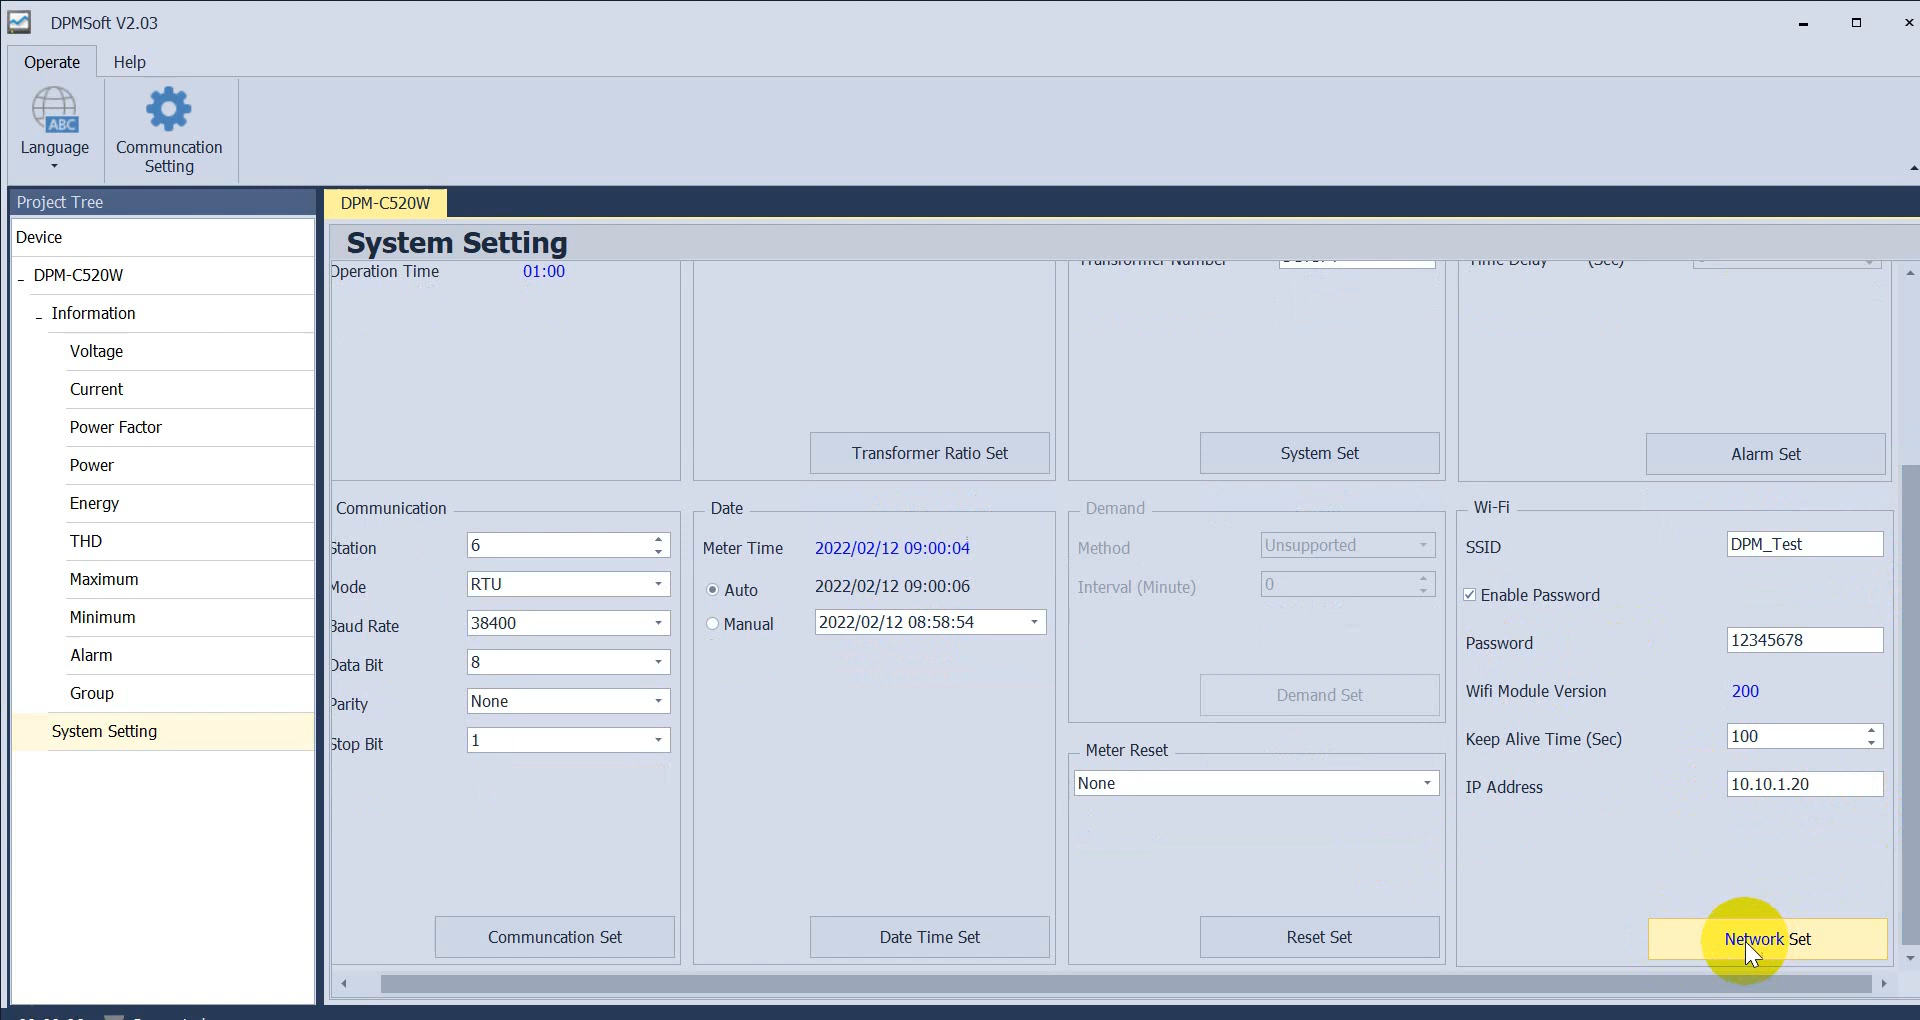 DPMSoft V2.03
Operate
Help
ABC
Language
Communcation
Setting
Project Tree
Device
DPM-C520W
Information
Voltage
Current
Power Factor
Power
Energy
THD
Maximum
Minimum
Alarm
Group
System Setting
DPM-C520W
System Setting
Operation Time 01:00
Transformer Number
Time Delay (Sec)
Transformer Ratio Set
System Set
Alarm Set
Communication
Station 6
Mode RTU
Baud Rate 38400
Data Bit 8
Parity None
Stop Bit 1
Communcation Set
Date
Meter Time 2022/02/12 09:00:04
Auto 2022/02/12 09:00:06
Manual 2022/02/12 08:58:54
Date Time Set
Demand
Method Unsupported
Interval (Minute) 0
Demand Set
Meter Reset
None
Reset Set
Wi-Fi
SSID DPM_Test
Enable Password
Password 12345678
Wifi Module Version 200
Keep Alive Time (Sec) 100
IP Address 10.10.1.20
Network Set